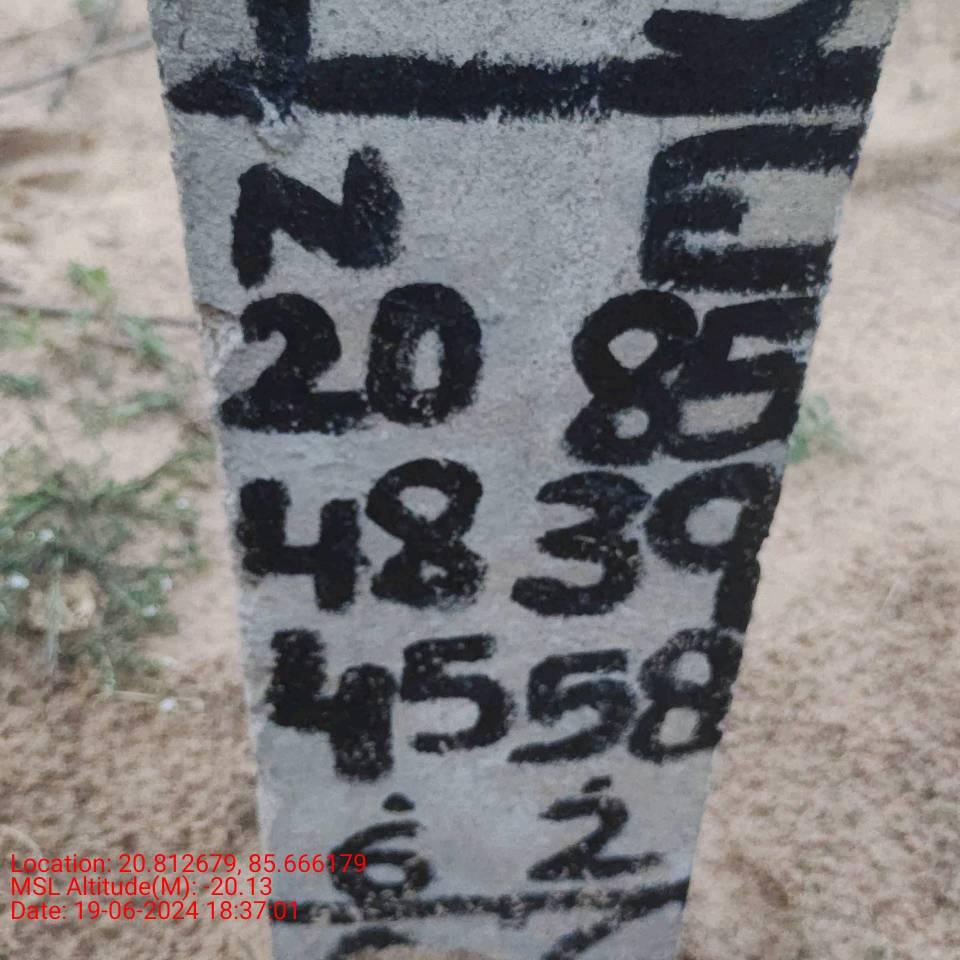 N E
20 85
48 39
45 58
.6 .2
Location: 20.812679, 85.666179
MSL Altitude(M): -20.13
Date: 19-06-2024 18:37:01